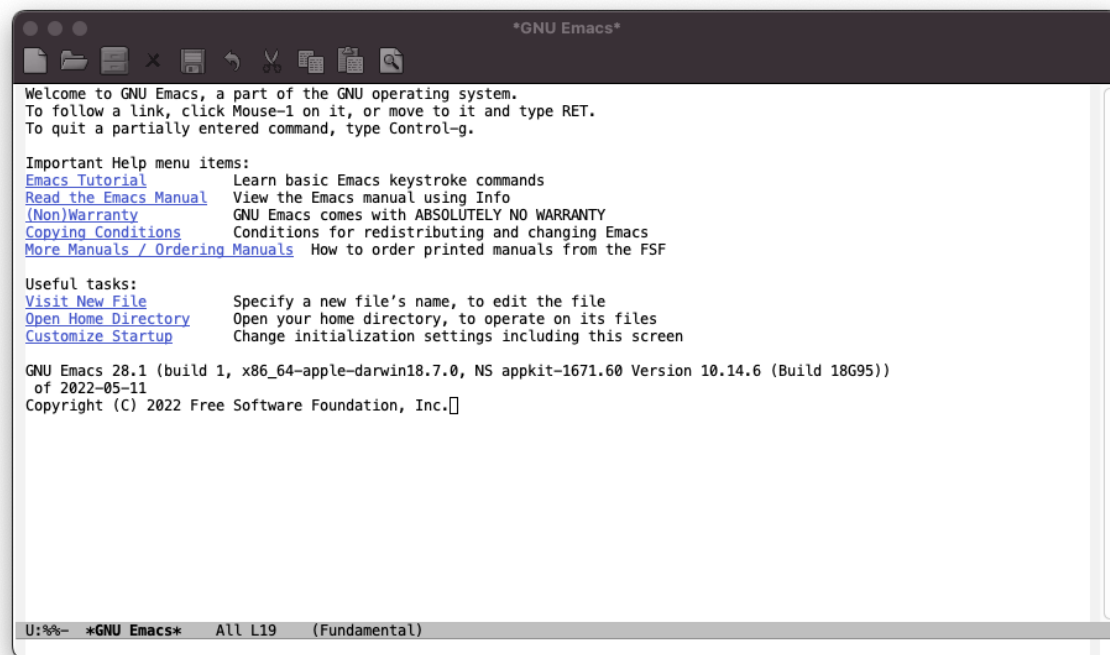 *GNU Emacs*
Welcome to GNU Emacs, a part of the GNU operating system.
To follow a link, click Mouse-1 on it, or move to it and type RET.
To quit a partially entered command, type Control-g.
Important Help menu items:
Emacs Tutorial Learn basic Emacs keystroke commands
Read the Emacs Manual View the Emacs manual using Info
(Non)Warranty GNU Emacs comes with ABSOLUTELY NO WARRANTY
Copying Conditions Conditions for redistributing and changing Emacs
More Manuals / Ordering Manuals How to order printed manuals from the FSF
Useful tasks:
Visit New File Specify a new file's name, to edit the file
Open Home Directory Open your home directory, to operate on its files
Customize Startup Change initialization settings including this screen
GNU Emacs 28.1 (build 1, x86_64-apple-darwin18.7.0, NS appkit-1671.60 Version 10.14.6 (Build 18G95))
of 2022-05-11
Copyright (C) 2022 Free Software Foundation, Inc.
U:%%- *GNU Emacs* All L19 (Fundamental)